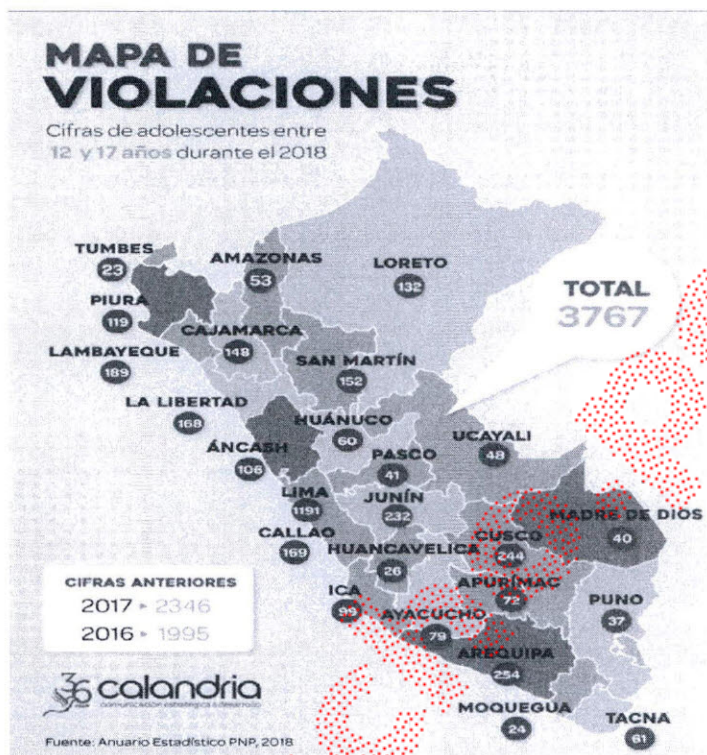 MAPA DE
VIOLACIONES
Cifras de adolescentes entre
12 y 17 años durante el 2018
TUMBES
23
PIURA
119
LAMBAYEQUE
189
AMAZONAS
53
LORETO
132
TOTAL
3767
CAJAMARCA
148
SAN MARTÍN
152
LA LIBERTAD
168
HUÁNUCO
60
UCAYALI
48
ÁNCASH
106
PASCO
41
LIMA
1191
JUNÍN
232
MADRE DE DIOS
40
CALLAO
169
CUSCO
244
HUANCAVELICA
26
APURÍMAC
72
ICA
99
AYACUCHO
79
PUNO
37
AREQUIPA
254
MOQUEGUA
24
TACNA
61
CIFRAS ANTERIORES
2017 ▸ 2346
2016 ▸ 1995
36 calandria
comunicación estratégica & desarrollo
Fuente: Anuario Estadístico PNP, 2018